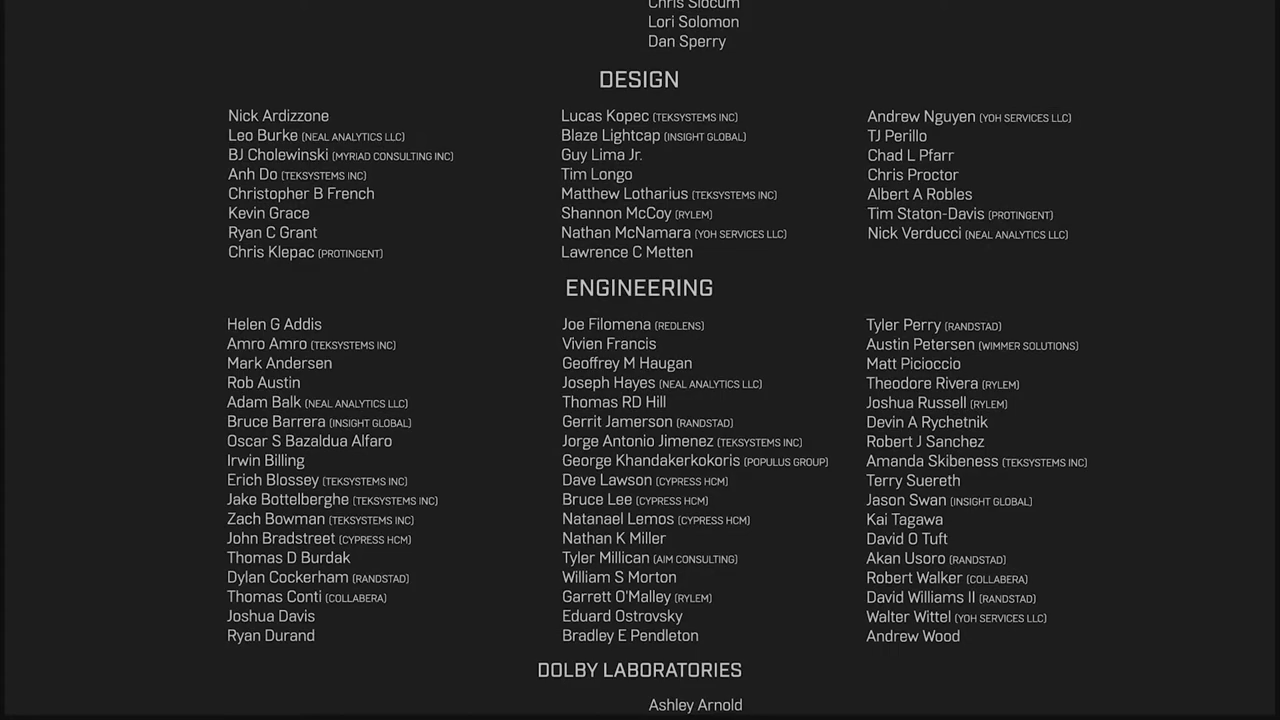 Chris Slocum
Lori Solomon
Dan Sperry
DESIGN
Nick Ardizzone
Leo Burke (NEAL ANALYTICS LLC)
BJ Cholewinski (MYRIAD CONSULTING INC)
Anh Do (TEKSYSTEMS INC)
Christopher B French
Kevin Grace
Ryan C Grant
Chris Klepac (PROTINGENT)
Lucas Kopec (TEKSYSTEMS INC)
Blaze Lightcap (INSIGHT GLOBAL)
Guy Lima Jr.
Tim Longo
Matthew Lotharius (TEKSYSTEMS INC)
Shannon McCoy (RYLEM)
Nathan McNamara (YOH SERVICES LLC)
Lawrence C Metten
Andrew Nguyen (YOH SERVICES LLC)
TJ Perillo
Chad L Pfarr
Chris Proctor
Albert A Robles
Tim Staton-Davis (PROTINGENT)
Nick Verducci (NEAL ANALYTICS LLC)
ENGINEERING
Helen G Addis
Amro Amro (TEKSYSTEMS INC)
Mark Andersen
Rob Austin
Adam Balk (NEAL ANALYTICS LLC)
Bruce Barrera (INSIGHT GLOBAL)
Oscar S Bazaldua Alfaro
Irwin Billing
Erich Blossey (TEKSYSTEMS INC)
Jake Bottelberghe (TEKSYSTEMS INC)
Zach Bowman (TEKSYSTEMS INC)
John Bradstreet (CYPRESS HCM)
Thomas D Burdak
Dylan Cockerham (RANDSTAD)
Thomas Conti (COLLABERA)
Joshua Davis
Ryan Durand
Joe Filomena (REDLENS)
Vivien Francis
Geoffrey M Haugan
Joseph Hayes (NEAL ANALYTICS LLC)
Thomas RD Hill
Gerrit Jamerson (RANDSTAD)
Jorge Antonio Jimenez (TEKSYSTEMS INC)
George Khandakerkokoris (POPULUS GROUP)
Dave Lawson (CYPRESS HCM)
Bruce Lee (CYPRESS HCM)
Natanael Lemos (CYPRESS HCM)
Nathan K Miller
Tyler Millican (AIM CONSULTING)
William S Morton
Garrett O'Malley (RYLEM)
Eduard Ostrovsky
Bradley E Pendleton
Tyler Perry (RANDSTAD)
Austin Petersen (WIMMER SOLUTIONS)
Matt Picioccio
Theodore Rivera (RYLEM)
Joshua Russell (RYLEM)
Devin A Rychetnik
Robert J Sanchez
Amanda Skibeness (TEKSYSTEMS INC)
Terry Suereth
Jason Swan (INSIGHT GLOBAL)
Kai Tagawa
David O Tuft
Akan Usoro (RANDSTAD)
Robert Walker (COLLABERA)
David Williams II (RANDSTAD)
Walter Wittel (YOH SERVICES LLC)
Andrew Wood
DOLBY LABORATORIES
Ashley Arnold